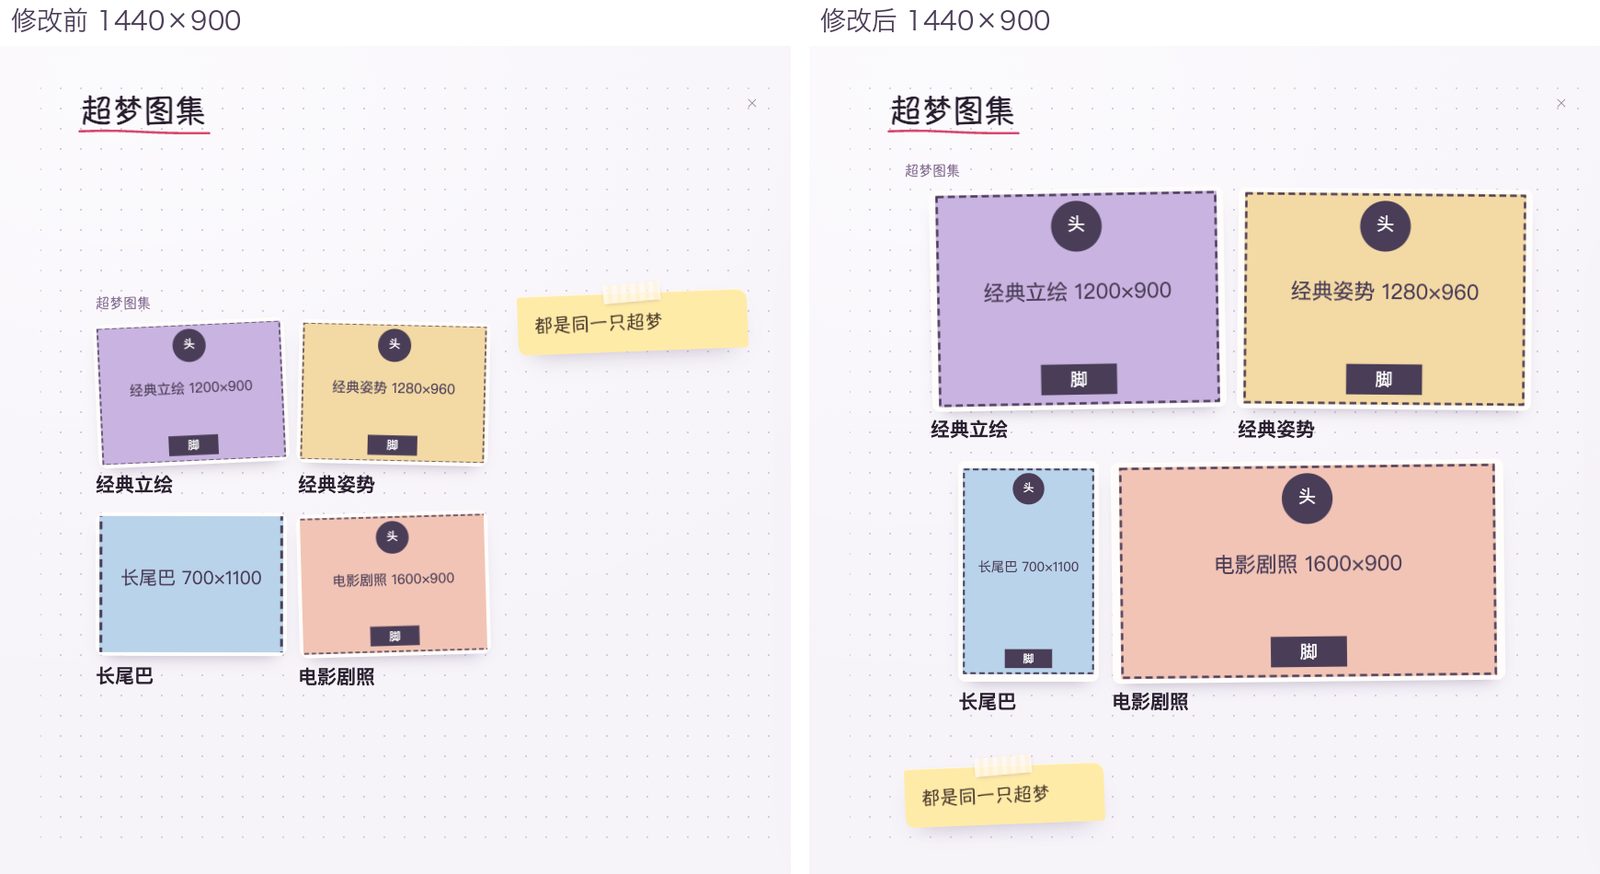 修改前 1440×900
超梦图集
×
超梦图集
头
经典立绘 1200×900
脚
经典立绘
头
经典姿势 1280×960
脚
经典姿势
长尾巴 700×1100
长尾巴
头
电影剧照 1600×900
脚
电影剧照
都是同一只超梦
修改后 1440×900
超梦图集
×
超梦图集
头
经典立绘 1200×900
脚
经典立绘
头
经典姿势 1280×960
脚
经典姿势
头
长尾巴 700×1100
脚
长尾巴
头
电影剧照 1600×900
脚
电影剧照
都是同一只超梦